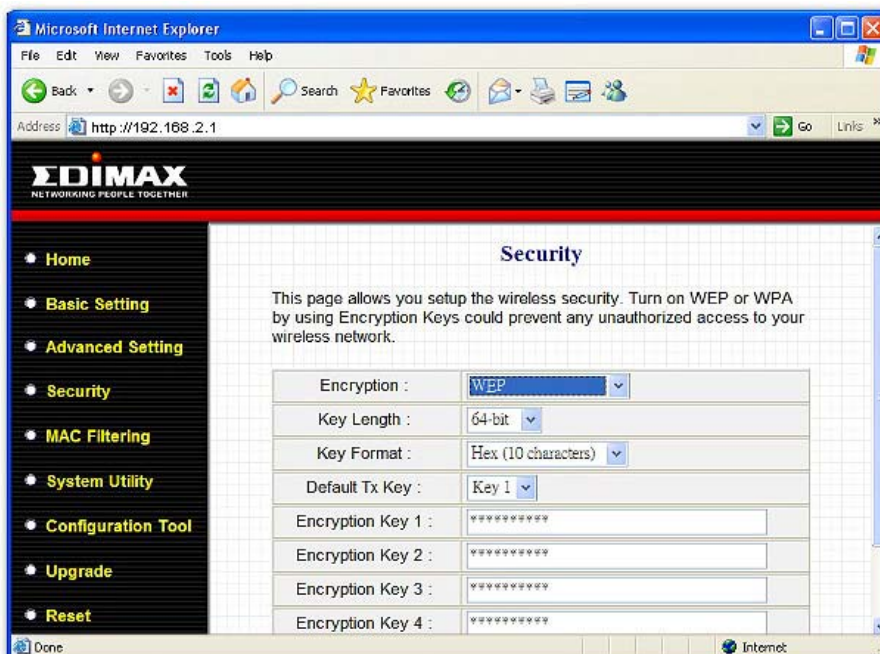 Microsoft Internet Explorer
File Edit View Favorites Tools Help
Back Search Favorites
Address http://192.168.2.1 Go Links »
EDIMAX
NETWORKING PEOPLE TOGETHER
Home
Basic Setting
Advanced Setting
Security
MAC Filtering
System Utility
Configuration Tool
Upgrade
Reset
Security
This page allows you setup the wireless security. Turn on WEP or WPA
by using Encryption Keys could prevent any unauthorized access to your
wireless network.
Encryption : WEP
Key Length : 64-bit
Key Format : Hex (10 characters)
Default Tx Key : Key 1
Encryption Key 1 : **********
Encryption Key 2 : **********
Encryption Key 3 : **********
Encryption Key 4 : **********
Done Internet